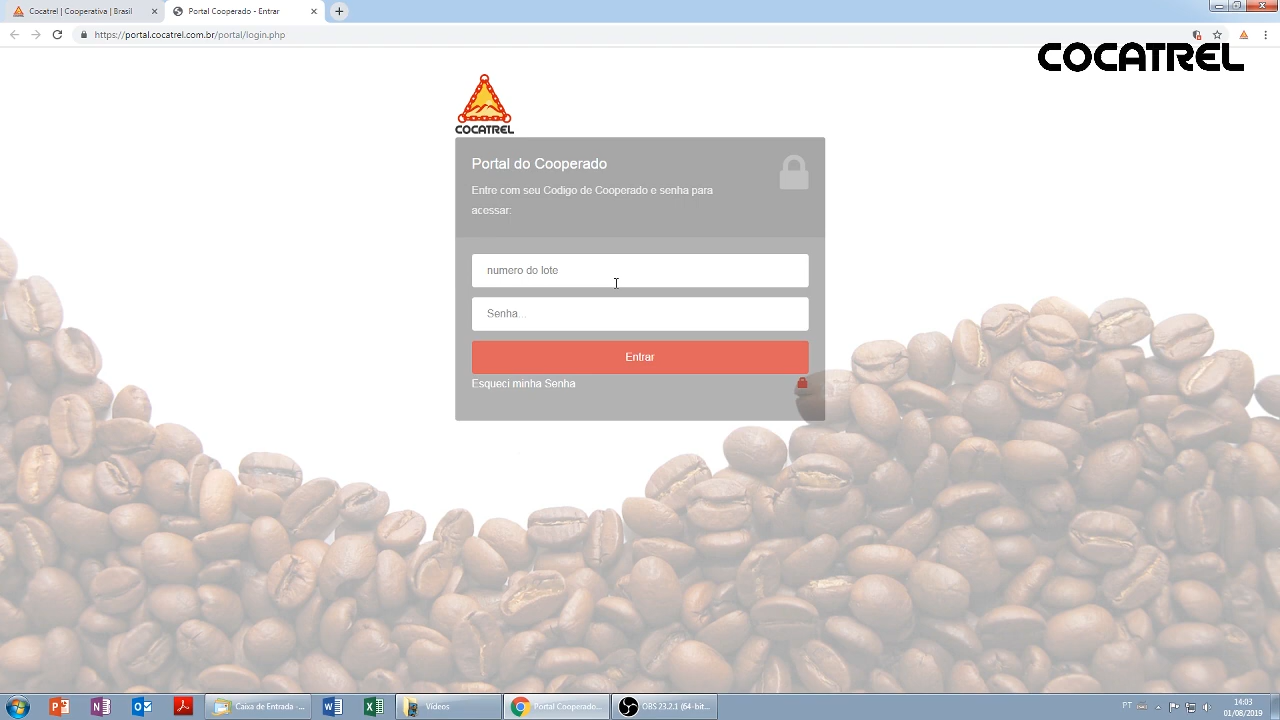 Cocatrel | Cooperativa | Brasil
Portal Cooperado - Entrar
https://portal.cocatrel.com.br/portal/login.php
COCATREL
COCATREL
Portal do Cooperado
Entre com seu Codigo de Cooperado e senha para
acessar:
numero do lote
Senha...
Entrar
Esqueci minha Senha
Caixa de Entrada -...
Vídeos
Portal Cooperado...
OBS 23.2.1 (64-bit...
PT
14:03
01/08/2019